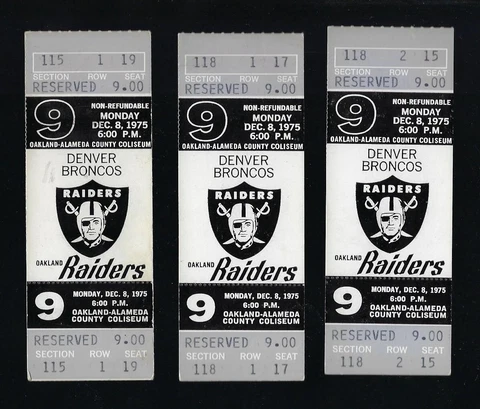 115 1 19
SECTION ROW SEAT
RESERVED 9.00
9
NON-REFUNDABLE
MONDAY
DEC. 8, 1975
6:00 P.M.
OAKLAND-ALAMEDA COUNTY COLISEUM
DENVER
BRONCOS
RAIDERS
OAKLAND Raiders
9
MONDAY, DEC. 8, 1975
6:00 P.M.
OAKLAND-ALAMEDA
COUNTY COLISEUM
RESERVED 9.00
SECTION ROW SEAT
115 1 19
118 1 17
SECTION ROW SEAT
RESERVED 9.00
9
NON-REFUNDABLE
MONDAY
DEC. 8, 1975
6:00 P.M.
OAKLAND-ALAMEDA COUNTY COLISEUM
DENVER
BRONCOS
RAIDERS
OAKLAND Raiders
9
MONDAY, DEC. 8, 1975
6:00 P.M.
OAKLAND-ALAMEDA
COUNTY COLISEUM
RESERVED 9.00
SECTION ROW SEAT
118 1 17
118 2 15
SECTION ROW SEAT
RESERVED 9.00
9
NON-REFUNDABLE
MONDAY
DEC. 8, 1975
6:00 P.M.
OAKLAND-ALAMEDA COUNTY COLISEUM
DENVER
BRONCOS
RAIDERS
OAKLAND Raiders
9
MONDAY, DEC. 8, 1975
6:00 P.M.
OAKLAND-ALAMEDA
COUNTY COLISEUM
RESERVED 9.00
SECTION ROW SEAT
118 2 15